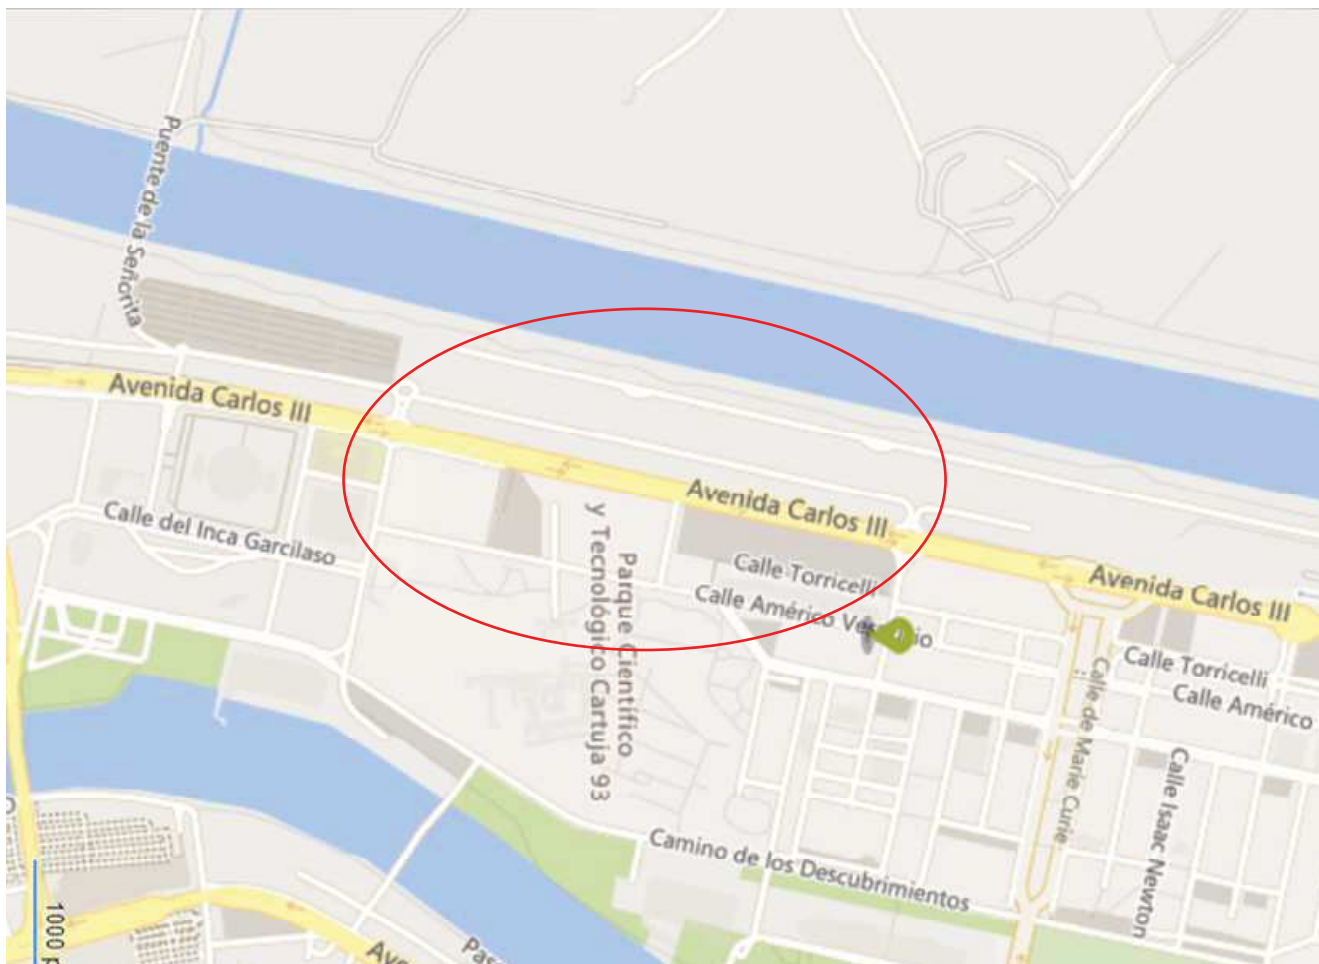 Puente de la Señorita
Avenida Carlos III
Avenida Carlos III
Calle del Inca Garcilaso
Parque Científico
y Tecnológico Cartuja 93
Calle Torricelli
Avenida Carlos III
Calle Américo
Calle Torricelli
Calle Américo
Calle de Marie Curie
Calle Isaac Newton
Camino de los Descubrimientos
1000